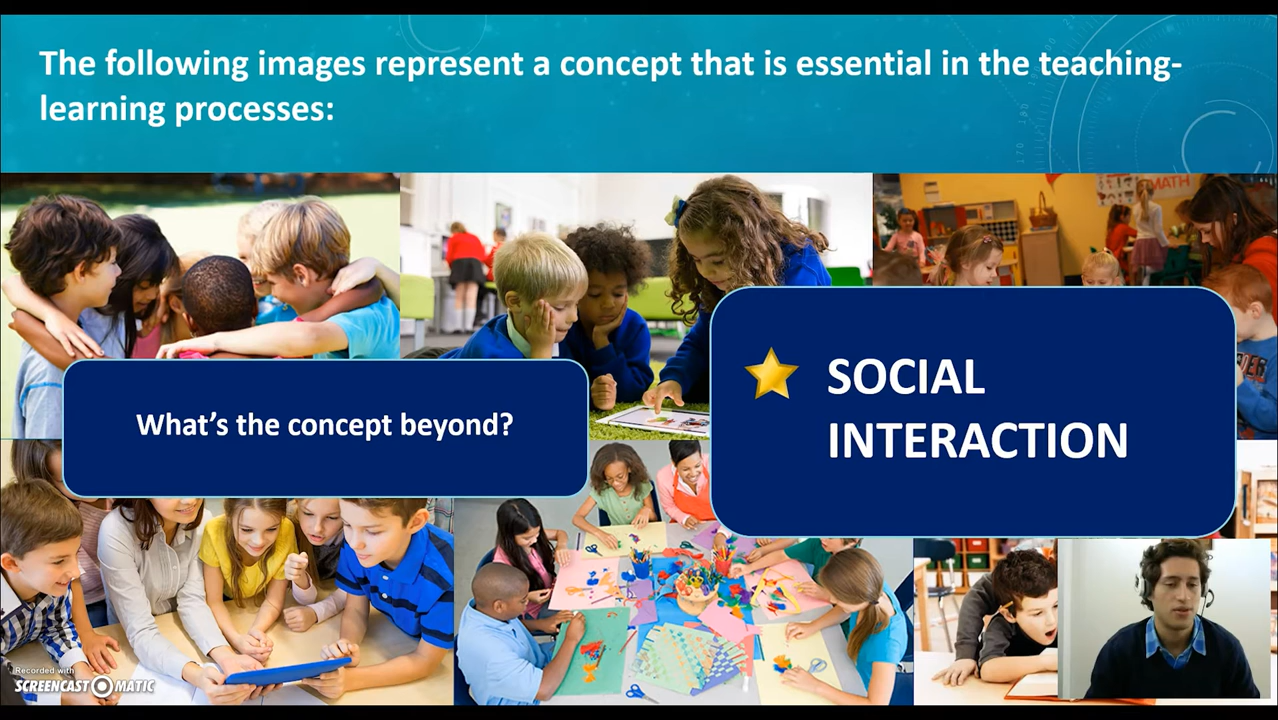 The following images represent a concept that is essential in the teaching-
learning processes:
MATH
What's the concept beyond?
SOCIAL
INTERACTION
Recorded with
SCREENCAST O MATIC